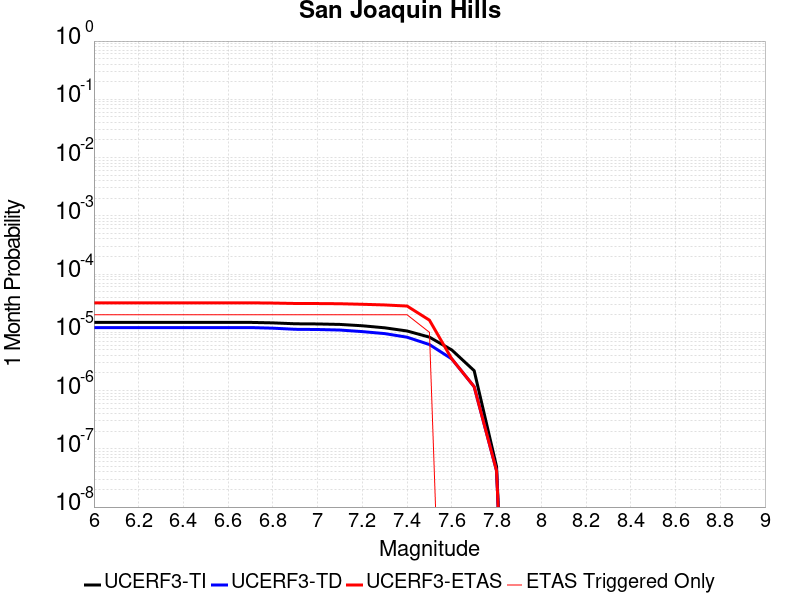 San Joaquin Hills
1 Month Probability
10^0
10^-1
10^-2
10^-3
10^-4
10^-5
10^-6
10^-7
10^-8
6 6.2 6.4 6.6 6.8 7 7.2 7.4 7.6 7.8 8 8.2 8.4 8.6 8.8 9
Magnitude
UCERF3-TI UCERF3-TD UCERF3-ETAS ETAS Triggered Only